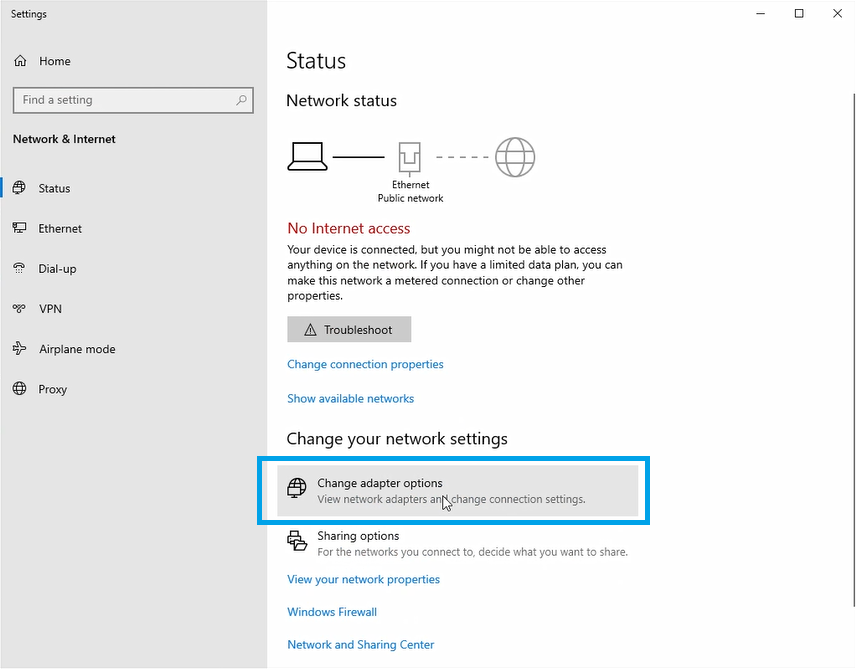 Settings
Home
Find a setting
Network & Internet
Status
Ethernet
Dial-up
VPN
Airplane mode
Proxy
Status
Network status
Ethernet
Public network
No Internet access
Your device is connected, but you might not be able to access
anything on the network. If you have a limited data plan, you can
make this network a metered connection or change other
properties.
Troubleshoot
Change connection properties
Show available networks
Change your network settings
Change adapter options
View network adapters and change connection settings.
Sharing options
For the networks you connect to, decide what you want to share.
View your network properties
Windows Firewall
Network and Sharing Center